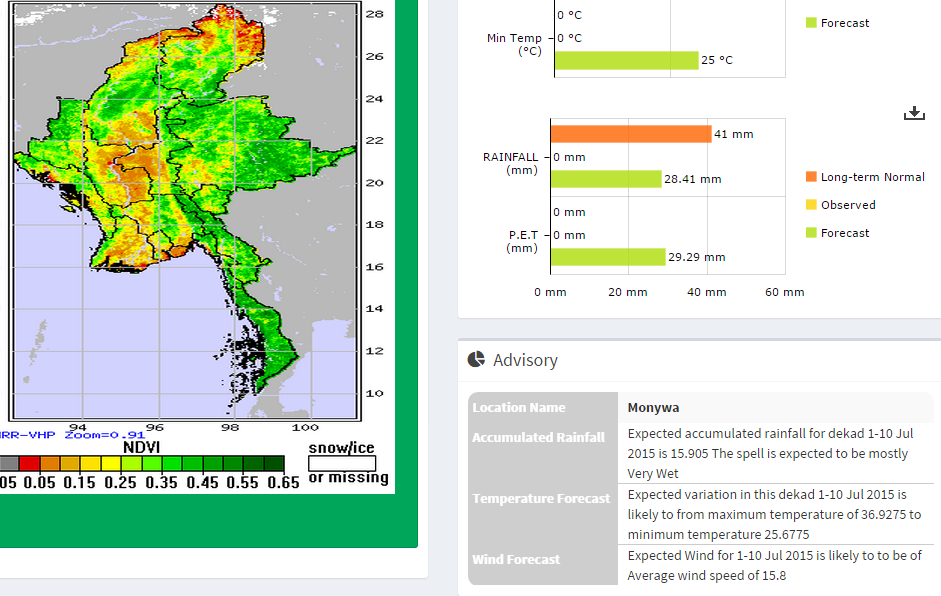 28
26
24
22
20
18
16
14
12
10
94 96 98 100
RR-VHP Zoom=0.91
NDVI
snow/ice
or missing
05 0.05 0.15 0.25 0.35 0.45 0.55 0.65
0 °C
Min Temp
(°C)
0 °C
25 °C
Forecast
RAINFALL
(mm)
41 mm
0 mm
28.41 mm
P.E.T
(mm)
0 mm
0 mm
29.29 mm
0 mm 20 mm 40 mm 60 mm
Long-term Normal
Observed
Forecast
Advisory
Location Name Monywa
Accumulated Rainfall Expected accumulated rainfall for dekad 1-10 Jul
2015 is 15.905 The spell is expected to be mostly
Very Wet
Temperature Forecast Expected variation in this dekad 1-10 Jul 2015 is
likely to from maximum temperature of 36.9275 to
minimum temperature 25.6775
Wind Forecast Expected Wind for 1-10 Jul 2015 is likely to to be of
Average wind speed of 15.8